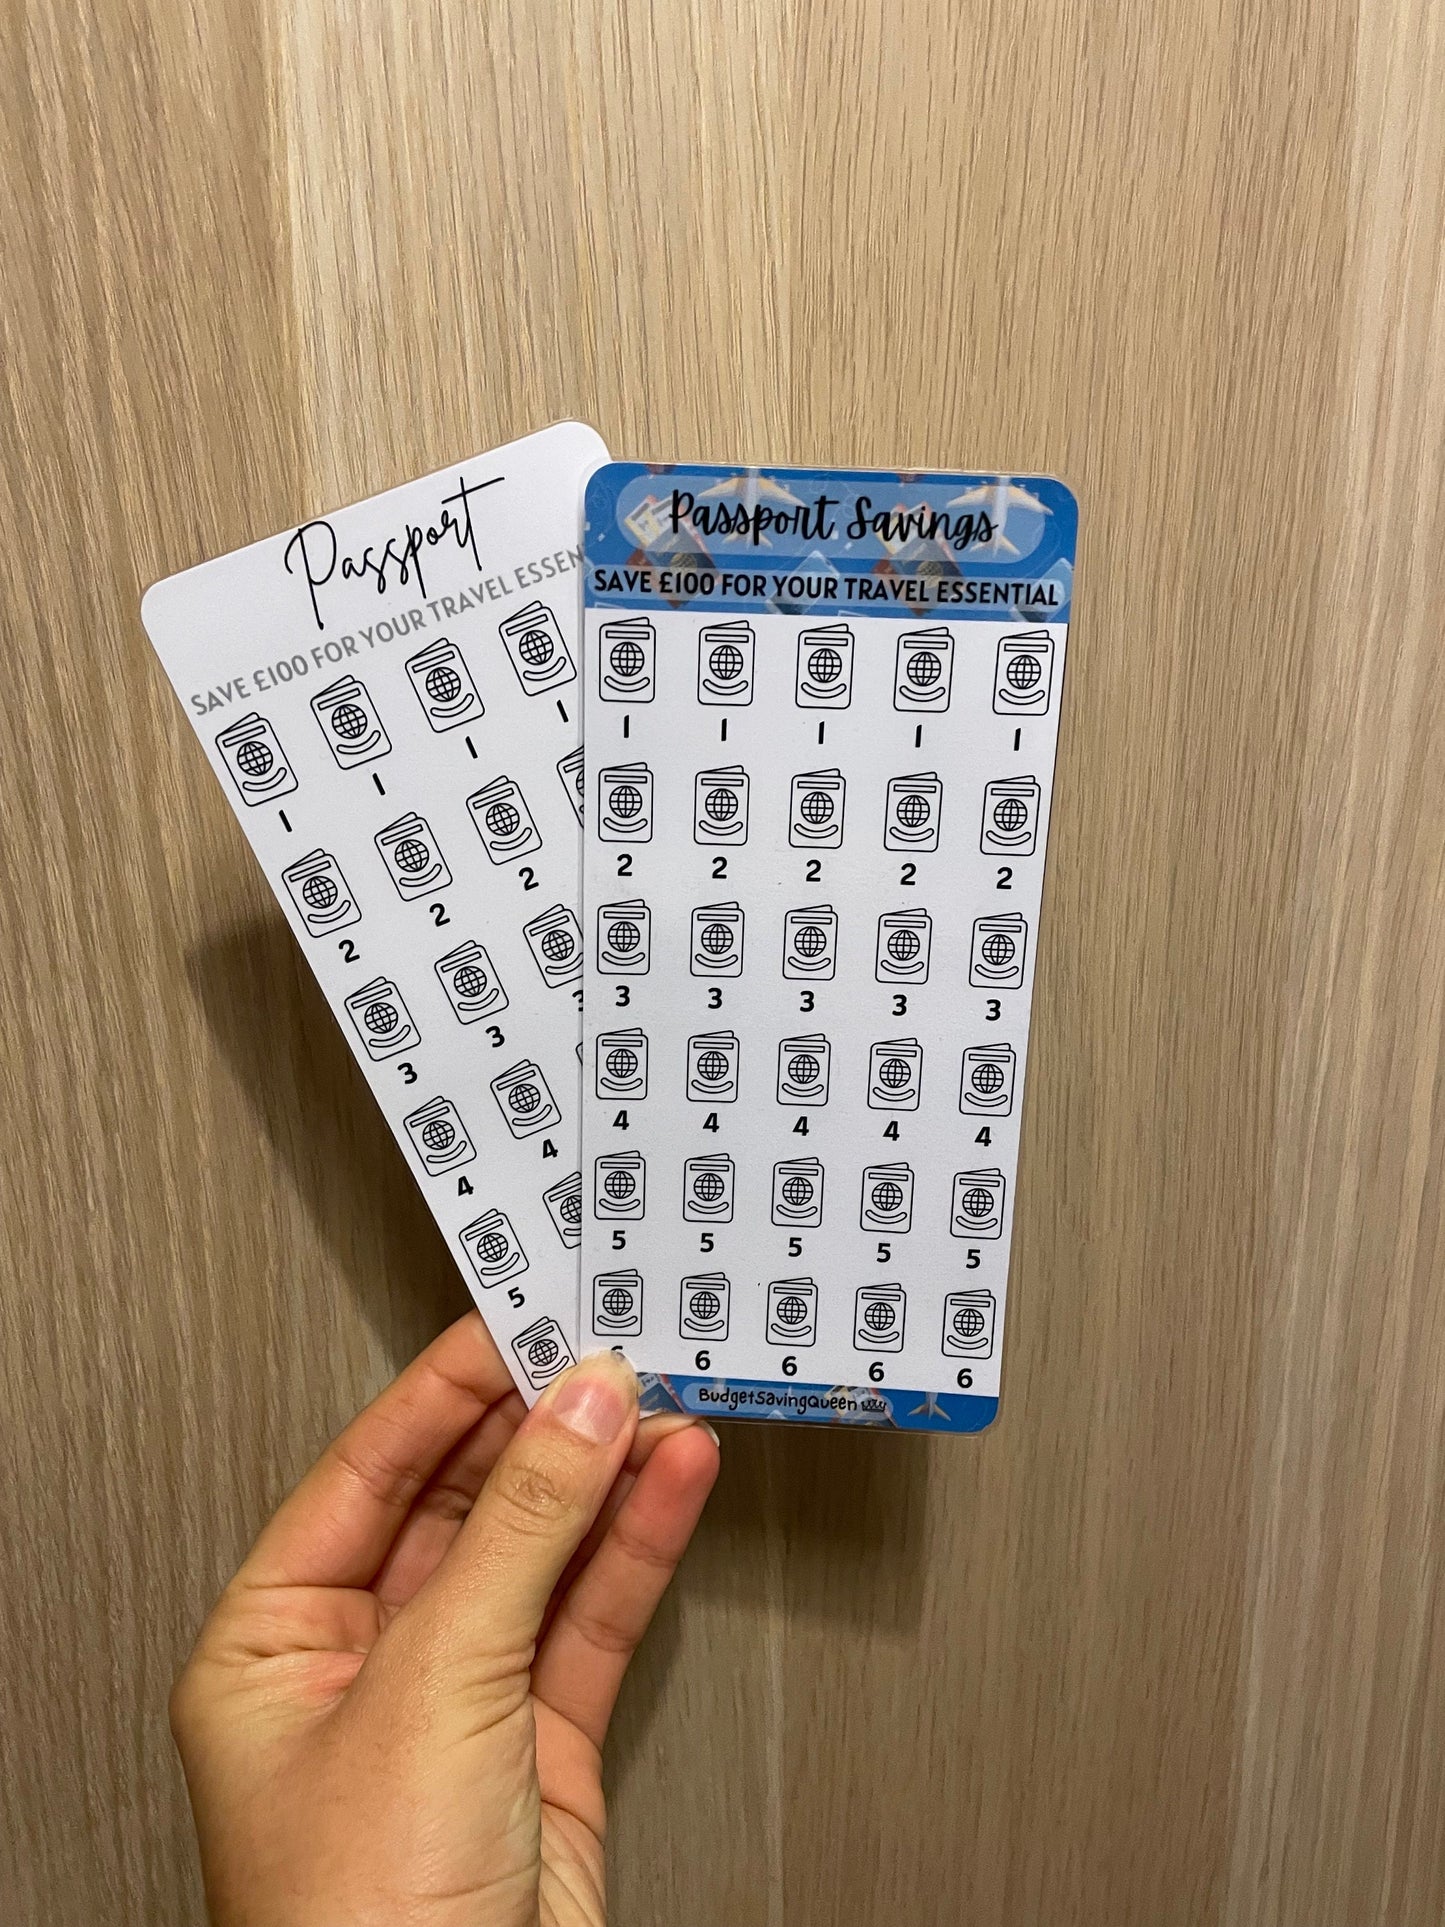 Passport
SAVE £100 FOR YOUR TRAVEL
1 1 1 1
2 2 2
3 3 3
4 4
5
Passport Savings
SAVE £100 FOR YOUR TRAVEL ESSENTIAL
1 1 1 1 1
2 2 2 2 2
3 3 3 3 3
4 4 4 4 4
5 5 5 5 5
6 6 6 6
BudgetSavingQueen